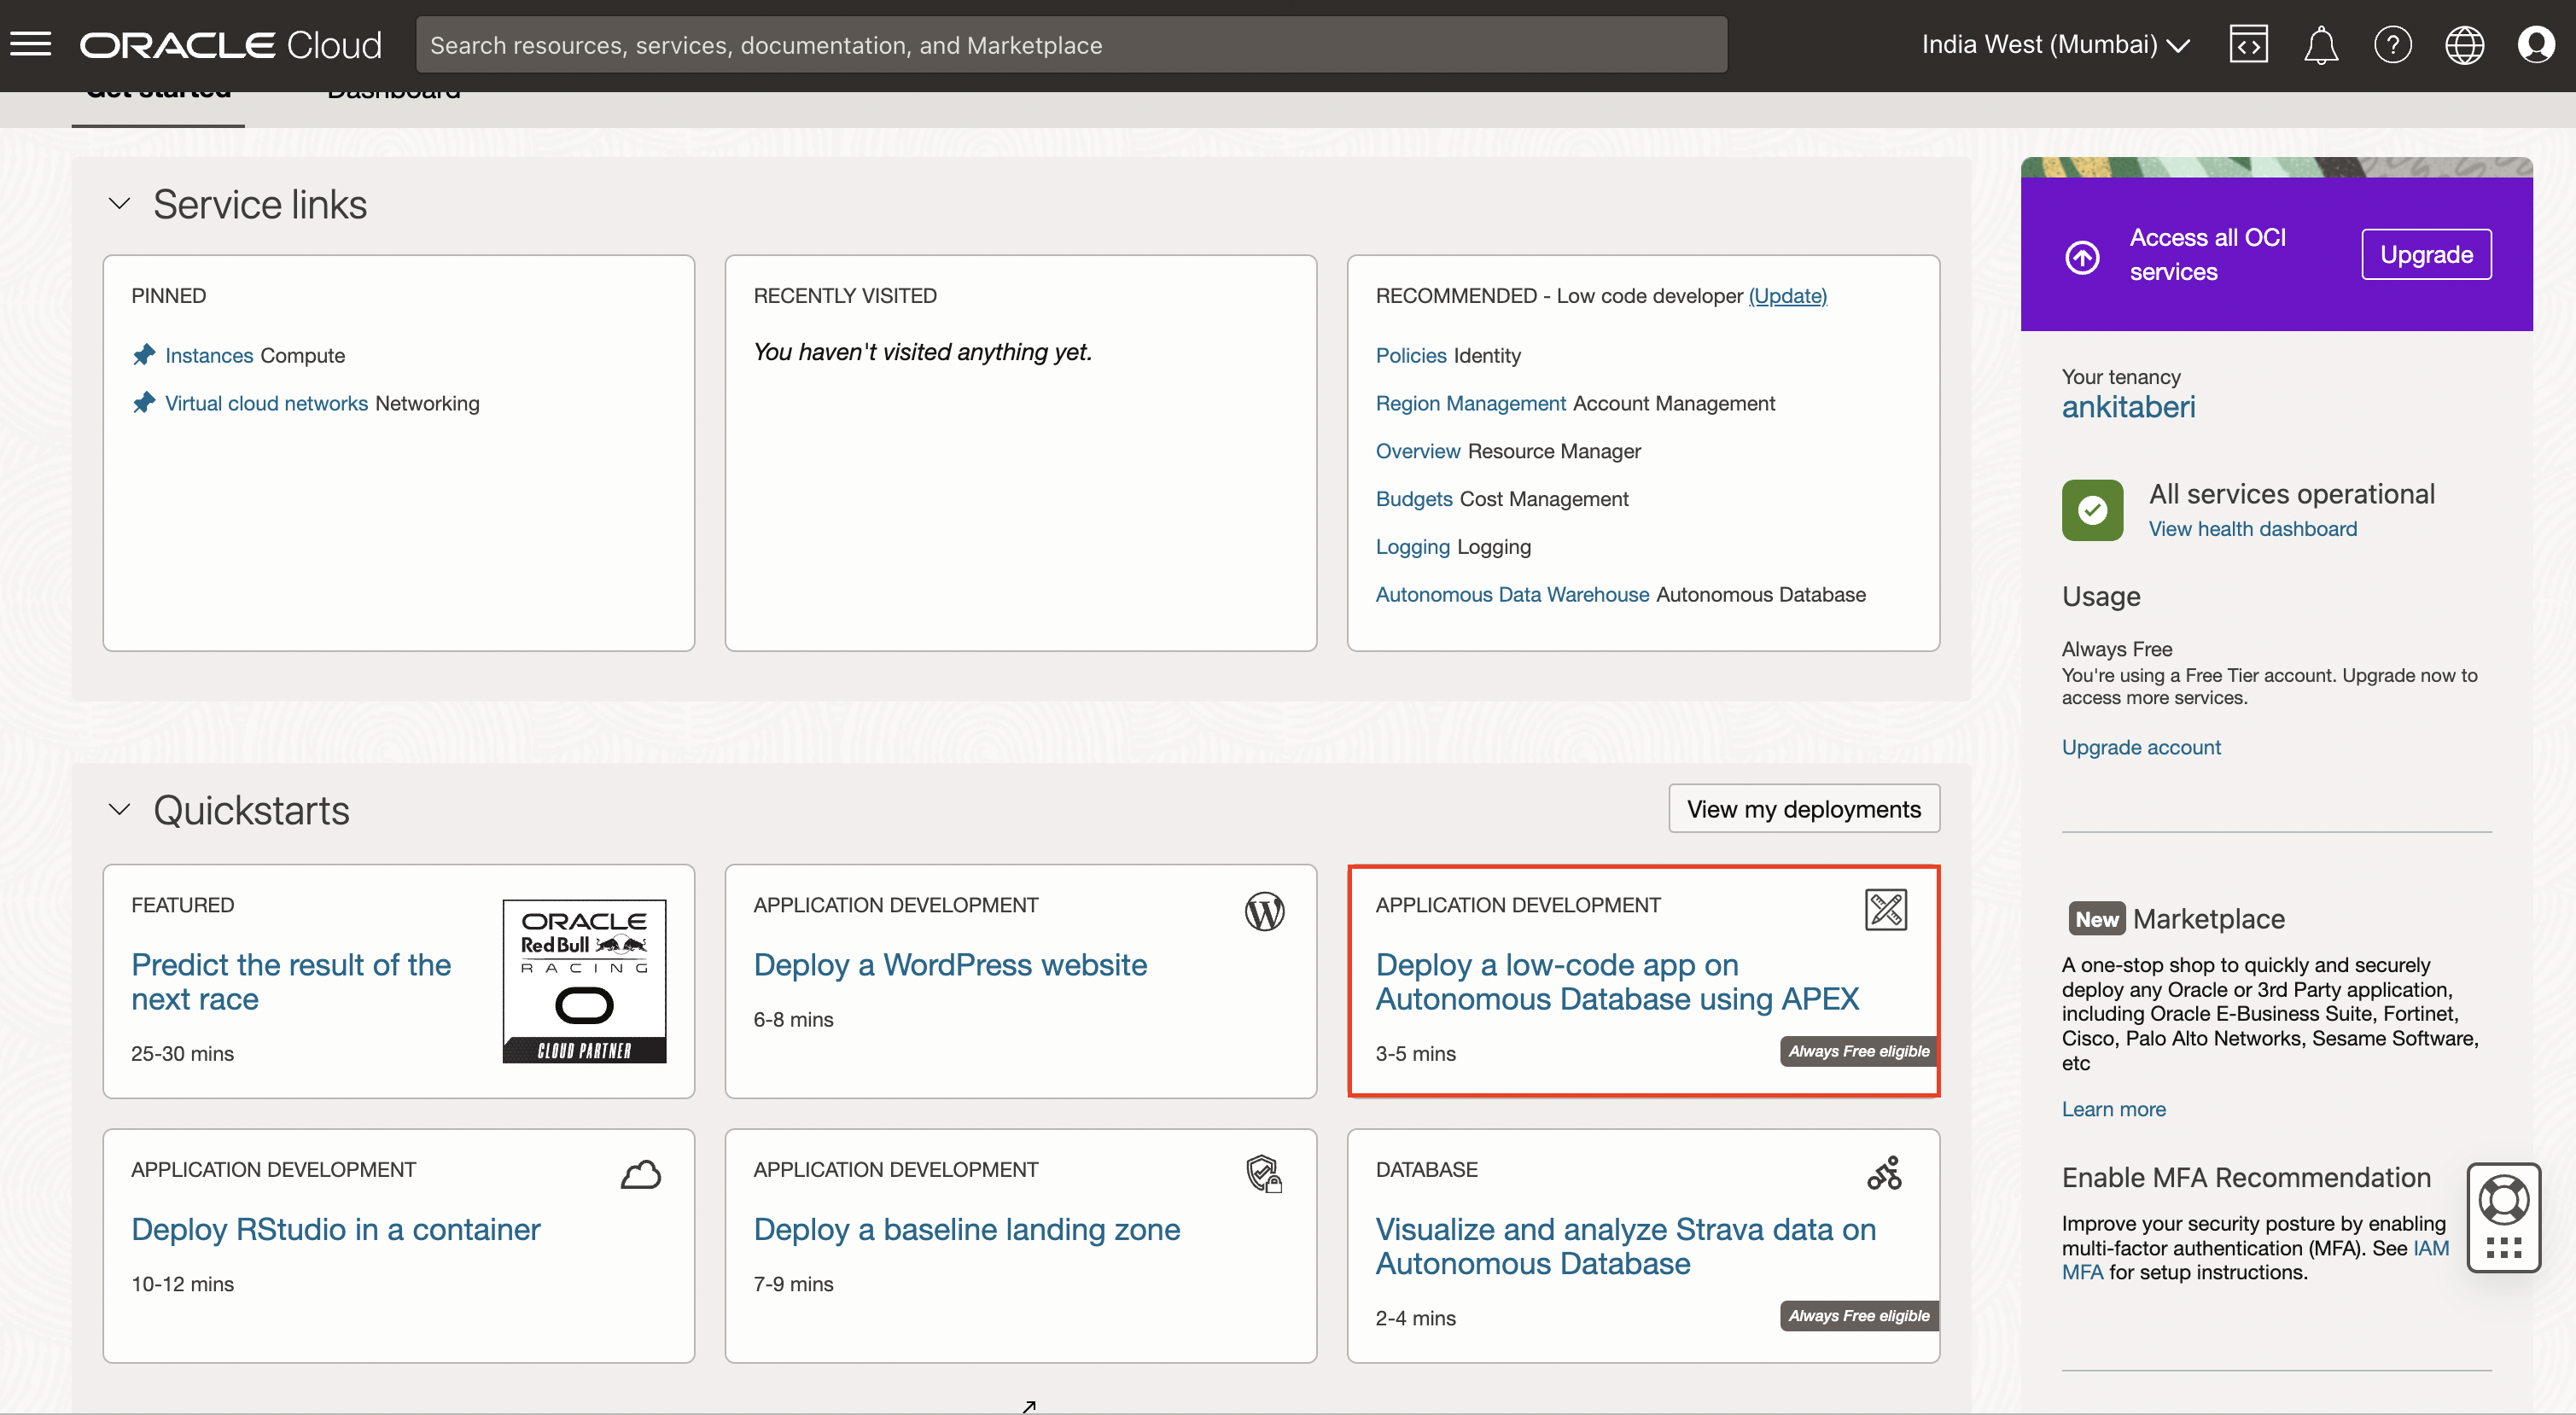 ORACLE Cloud
Search resources, services, documentation, and Marketplace
India West (Mumbai)
Get started
Dashboard
Service links
PINNED
Instances Compute
Virtual cloud networks Networking
RECENTLY VISITED
You haven't visited anything yet.
RECOMMENDED - Low code developer (Update)
Policies Identity
Region Management Account Management
Overview Resource Manager
Budgets Cost Management
Logging Logging
Autonomous Data Warehouse Autonomous Database
Quickstarts
View my deployments
FEATURED
Predict the result of the
next race
25-30 mins
ORACLE
Red Bull
RACING
CLOUD PARTNER
APPLICATION DEVELOPMENT
Deploy a WordPress website
6-8 mins
APPLICATION DEVELOPMENT
Deploy a low-code app on
Autonomous Database using APEX
3-5 mins
Always Free eligible
APPLICATION DEVELOPMENT
Deploy RStudio in a container
10-12 mins
APPLICATION DEVELOPMENT
Deploy a baseline landing zone
7-9 mins
DATABASE
Visualize and analyze Strava data on
Autonomous Database
2-4 mins
Always Free eligible
Access all OCI
services
Upgrade
Your tenancy
ankitaberi
All services operational
View health dashboard
Usage
Always Free
You're using a Free Tier account. Upgrade now to
access more services.
Upgrade account
New Marketplace
A one-stop shop to quickly and securely
deploy any Oracle or 3rd Party application,
including Oracle E-Business Suite, Fortinet,
Cisco, Palo Alto Networks, Sesame Software,
etc
Learn more
Enable MFA Recommendation
Improve your security posture by enabling
multi-factor authentication (MFA). See IAM
MFA for setup instructions.